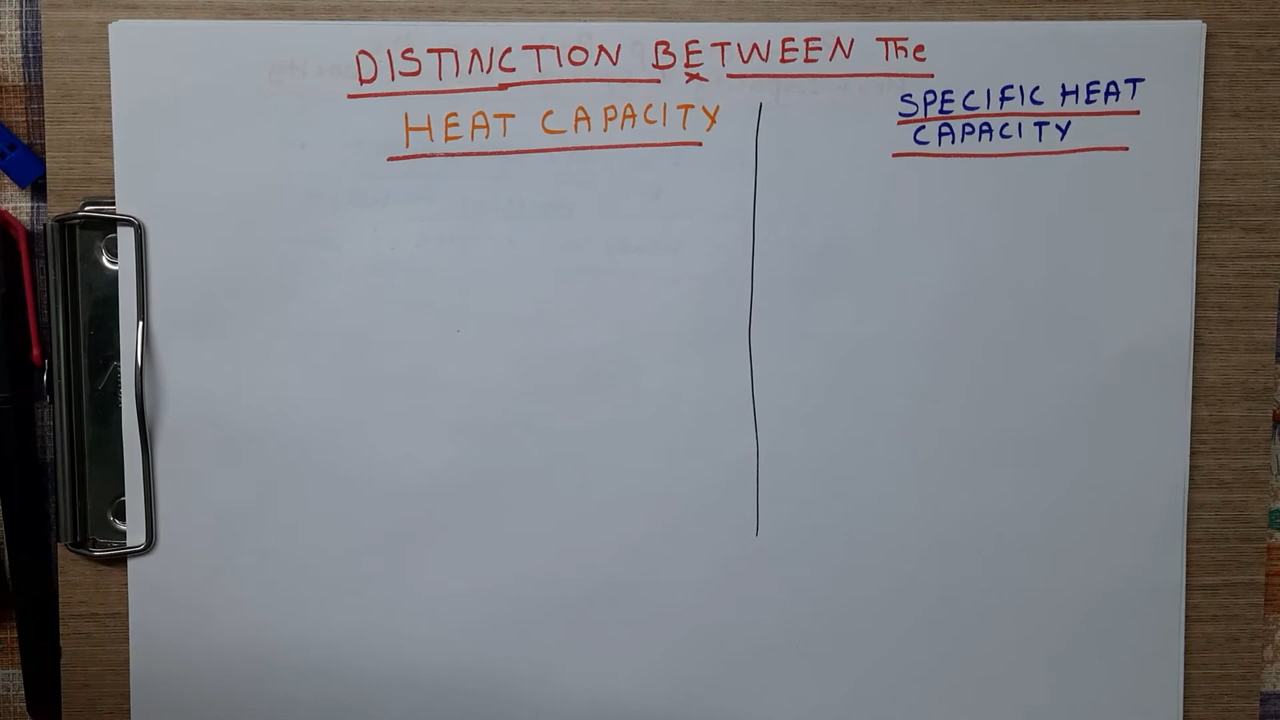 DISTINCTION BETWEEN The
HEAT CAPACITY
SPECIFIC HEAT
CAPACITY